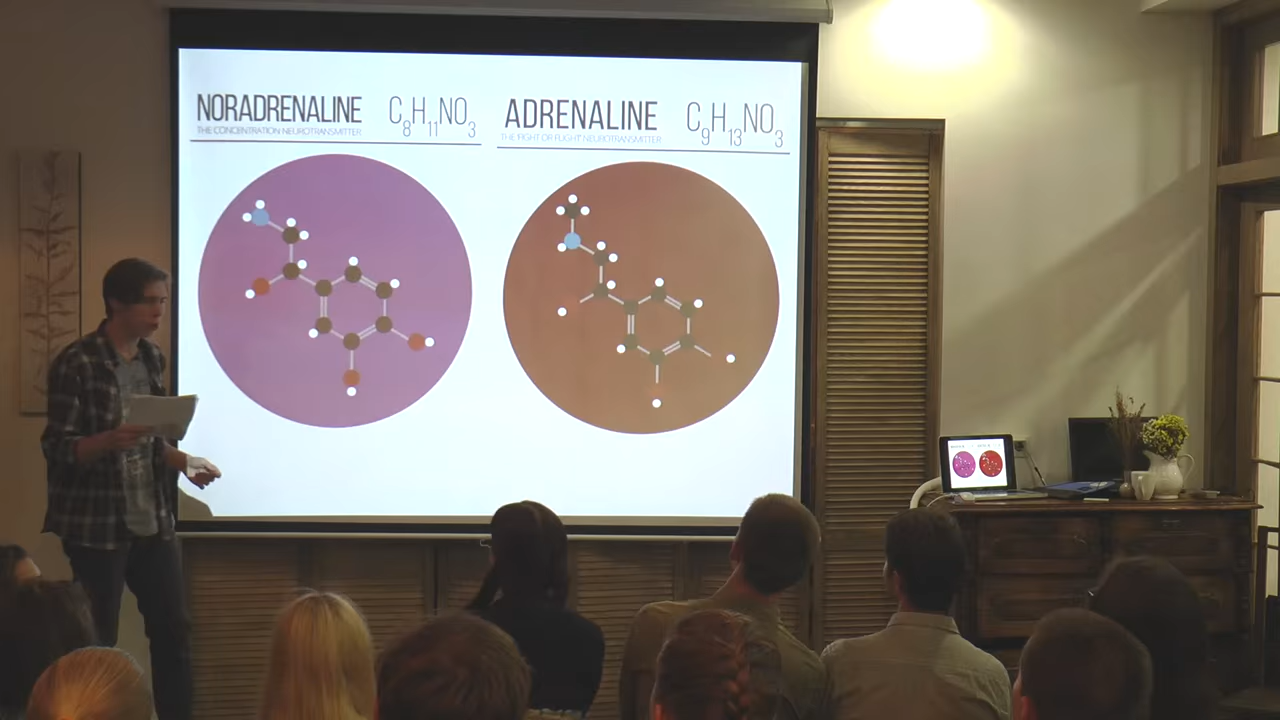 NORADRENALINE C8H11NO3
THE CONCENTRATION NEUROTRANSMITTER
ADRENALINE C9H13NO3
THE 'FIGHT OR FLIGHT' NEUROTRANSMITTER